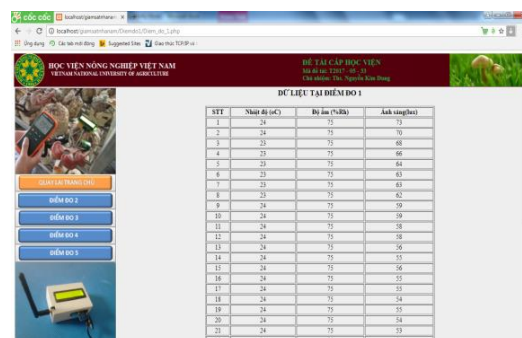 cốc cốc
localhost/giamsatnharam/Diemdo1/Diem_do_1.php
Ứng dụng
Các tab mới đóng
Suggested Sites
HỌC VIỆN NÔNG NGHIỆP VIỆT NAM
VIETNAM NATIONAL UNIVERSITY OF AGRICULTURE
ĐỀ TÀI CẤP HỌC VIỆN
Mã đề tài: T2017 - 05 - 33
Chủ nhiệm: Ths. Nguyễn Kim Dung
DỮ LIỆU TẠI ĐIỂM ĐO 1
STT Nhiệt độ (oC) Độ ẩm (%Rh) Ánh sáng(lux)
1 24 75 73
2 24 75 70
3 23 75 68
4 23 75 66
5 23 75 64
6 23 75 63
7 23 75 63
8 23 75 62
9 24 75 59
10 24 75 59
11 24 75 58
12 24 75 58
13 24 75 56
14 24 75 55
15 24 75 56
16 24 75 55
17 24 75 55
18 24 75 54
19 24 75 55
20 24 75 54
21 24 75 53
QUAY LẠI TRANG CHỦ
ĐIỂM ĐO 2
ĐIỂM ĐO 3
ĐIỂM ĐO 4
ĐIỂM ĐO 5